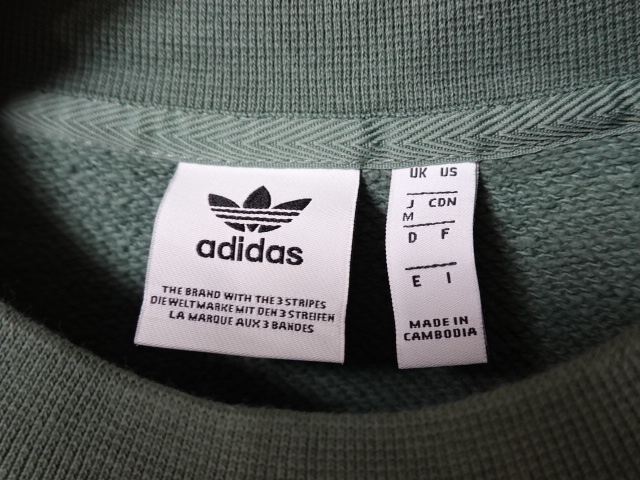 adidas
THE BRAND WITH THE 3 STRIPES
DIE WELTMARKE MIT DEN 3 STREIFEN
LA MARQUE AUX 3 BANDES
UK US
J CDN
M
D F
E I
MADE IN
CAMBODIA